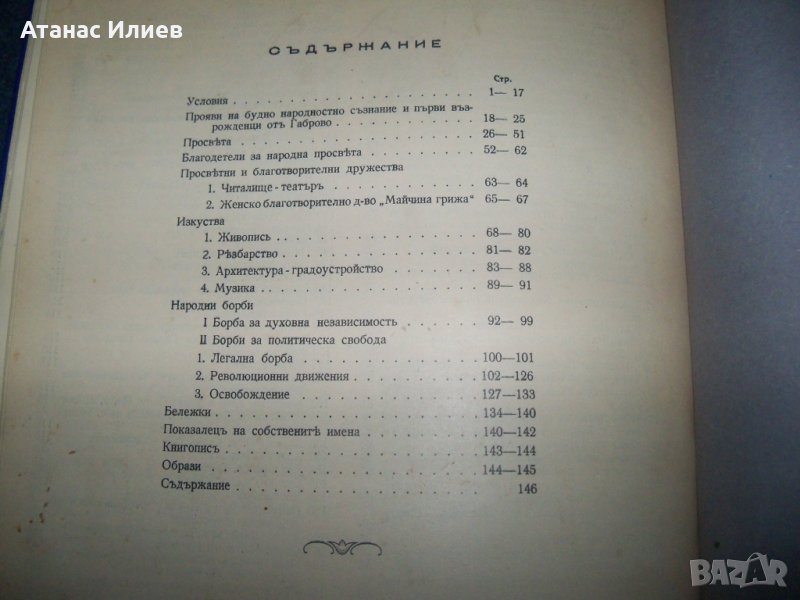 Атанас Илиев
СЪДЪРЖАНИЕ
Стр.
Условия . . . . . . . . . . . . . . . . 1— 17
Прояви на будно народностно съзнание и първи въз-
рожденци отъ Габрово . . . . . . . . . . . 18— 25
Просвѣта . . . . . . . . . . . . . . . . 26— 51
Благодетели за народна просвѣта . . . . . . . . 52— 62
Просвѣтни и благотворителни дружества
1. Читалище-театъръ . . . . . . . . . . . 63— 64
2. Женско благотворително д-во „Майчина грижа“ 65— 67
Изкуства
1. Живопись . . . . . . . . . . . . . . 68— 80
2. Рѣзбарство . . . . . . . . . . . . . 81— 82
3. Архитектура-градоустройство . . . . . . . 83— 88
4. Музика . . . . . . . . . . . . . . . 89— 91
Народни борби
I Борба за духовна независимость . . . . . . 92— 99
II Борби за политическа свобода
1. Легална борба . . . . . . . . . . . . 100—101
2. Революционни движения . . . . . . . . . 102—126
3. Освобождение . . . . . . . . . . . . 127—133
Бележки . . . . . . . . . . . . . . . . 134—140
Показалецъ на собственитѣ имена . . . . . . . . 140—142
Книгописъ . . . . . . . . . . . . . . . 143—144
Образи . . . . . . . . . . . . . . . . 144—145
Съдържание . . . . . . . . . . . . . . . 146
BAZAR